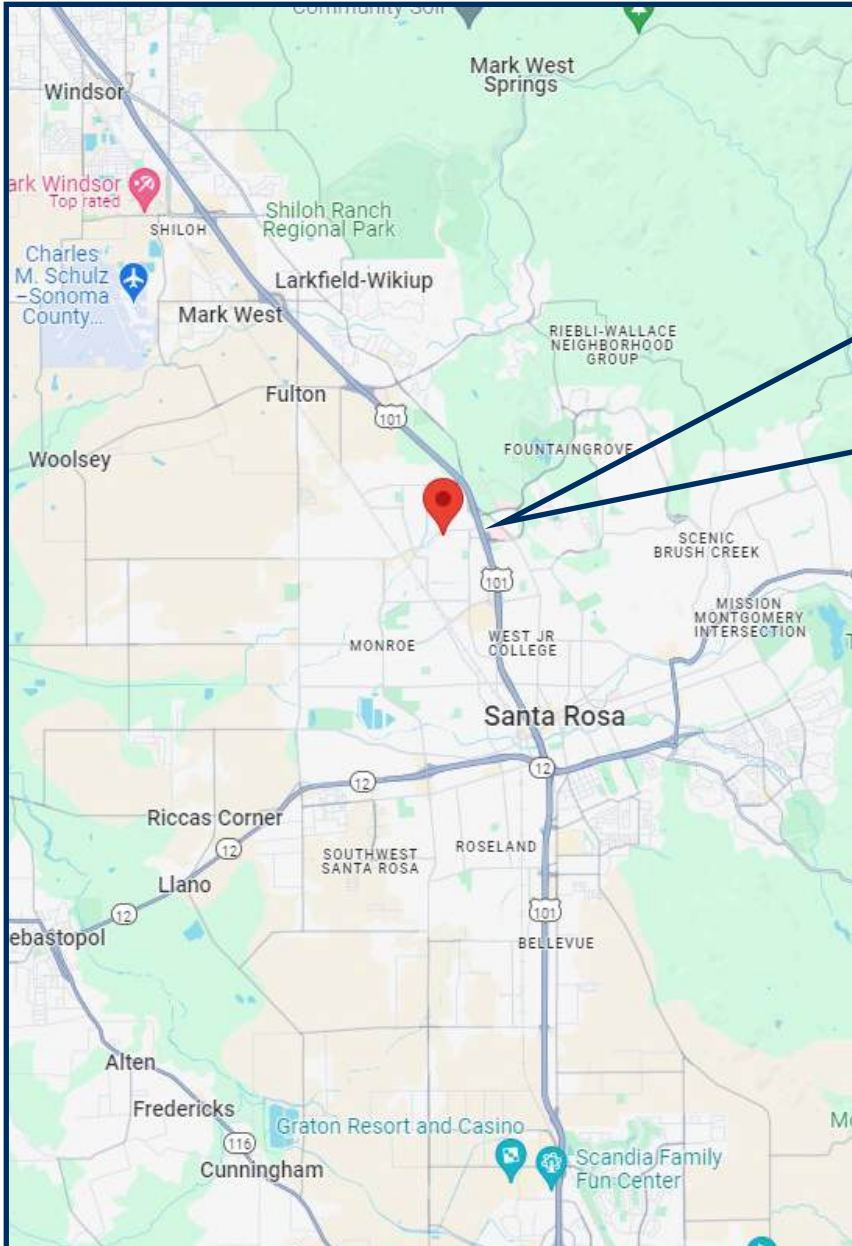 Community Soil
Mark West
Springs
Windsor
ark Windsor
Top rated
SHILOH
Shiloh Ranch
Regional Park
Charles
M. Schulz
–Sonoma
County...
Larkfield-Wikiup
Mark West
RIEBLI-WALLACE
NEIGHBORHOOD
GROUP
Fulton
101
FOUNTAINGROVE
Woolsey
SCENIC
BRUSH CREEK
101
MISSION
MONTGOMERY
INTERSECTION
MONROE
WEST JR
COLLEGE
Santa Rosa
12
12
Riccas Corner
12
SOUTHWEST
SANTA ROSA
ROSELAND
Llano
12
101
ebastopol
BELLEVUE
Alten
Fredericks
Graton Resort and Casino
116
Cunningham
Scandia Family
Fun Center